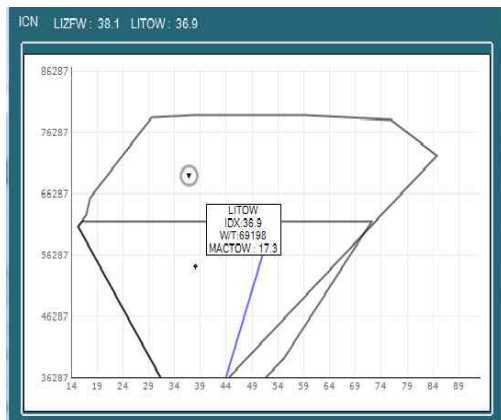 ICN LIZFW : 38.1 LITOW : 36.9
86287
76287
66287
LITOW
IDX:36.9
W/T:69198
MACTOW : 17.3
56287
46287
36287
14 19 24 29 34 39 44 49 54 59 64 69 74 79 84 89